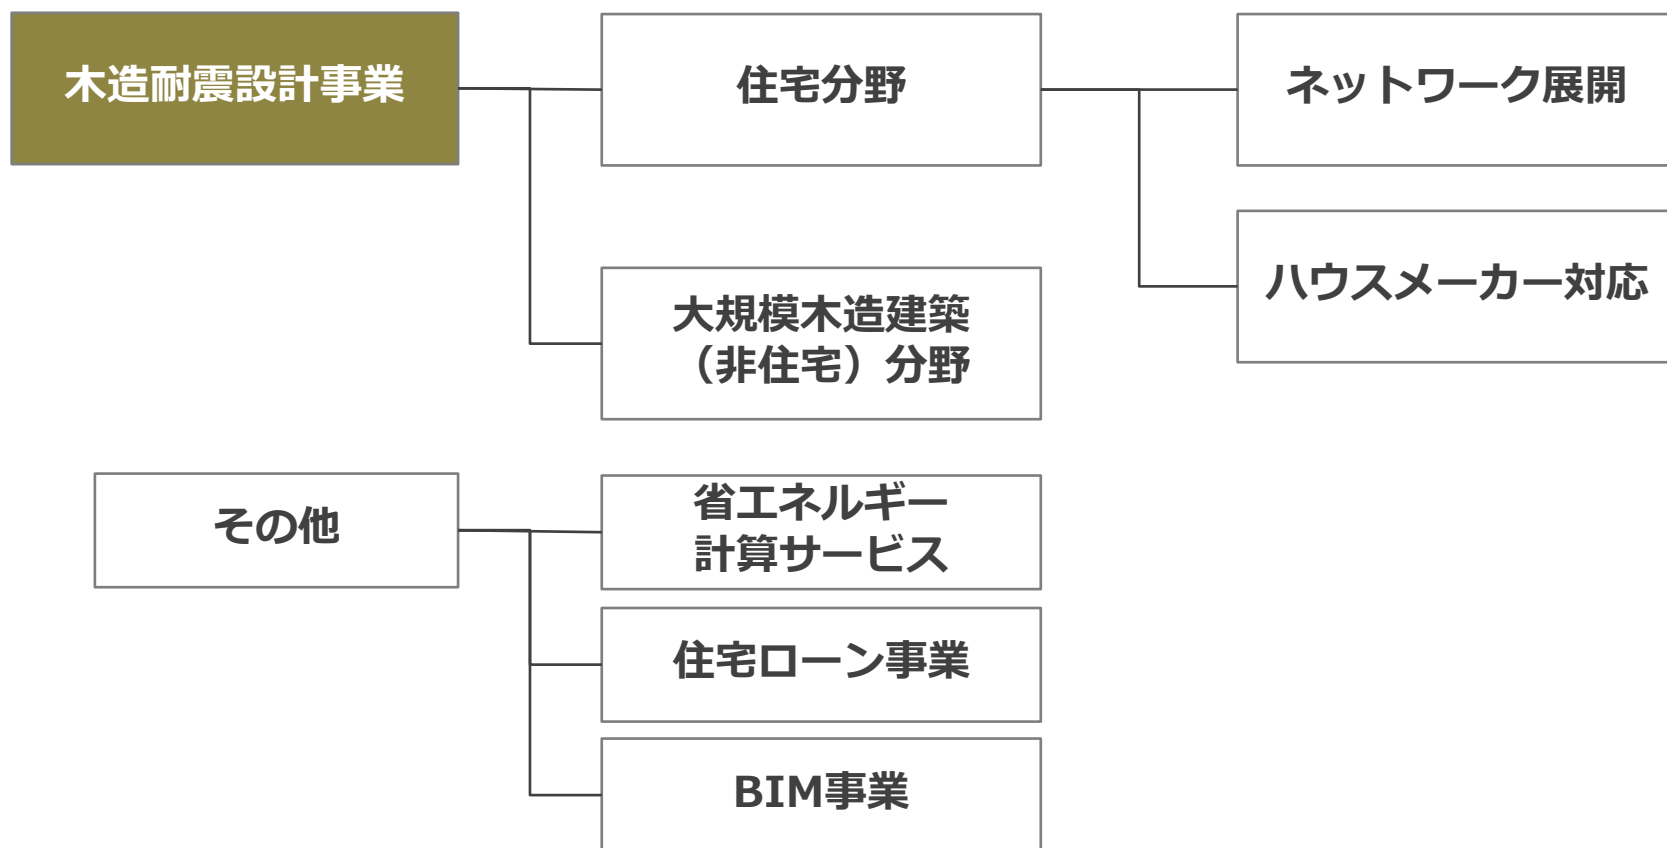 木造耐震設計事業
住宅分野
ネットワーク展開
ハウスメーカー対応
大規模木造建築
（非住宅）分野
その他
省エネルギー
計算サービス
住宅ローン事業
BIM事業